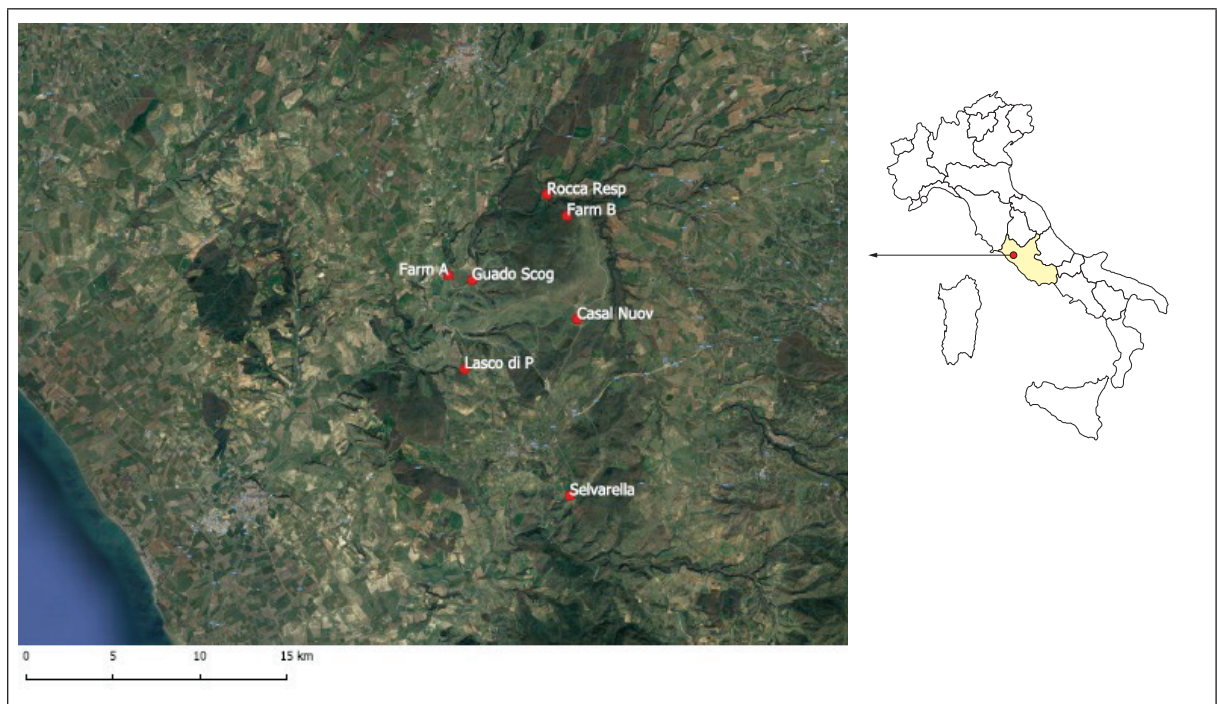 Rocca Resp
Farm B
Farm A
Guado Scog
Casal Nuov
Lasco di P
Selvarella
0 5 10 15 km